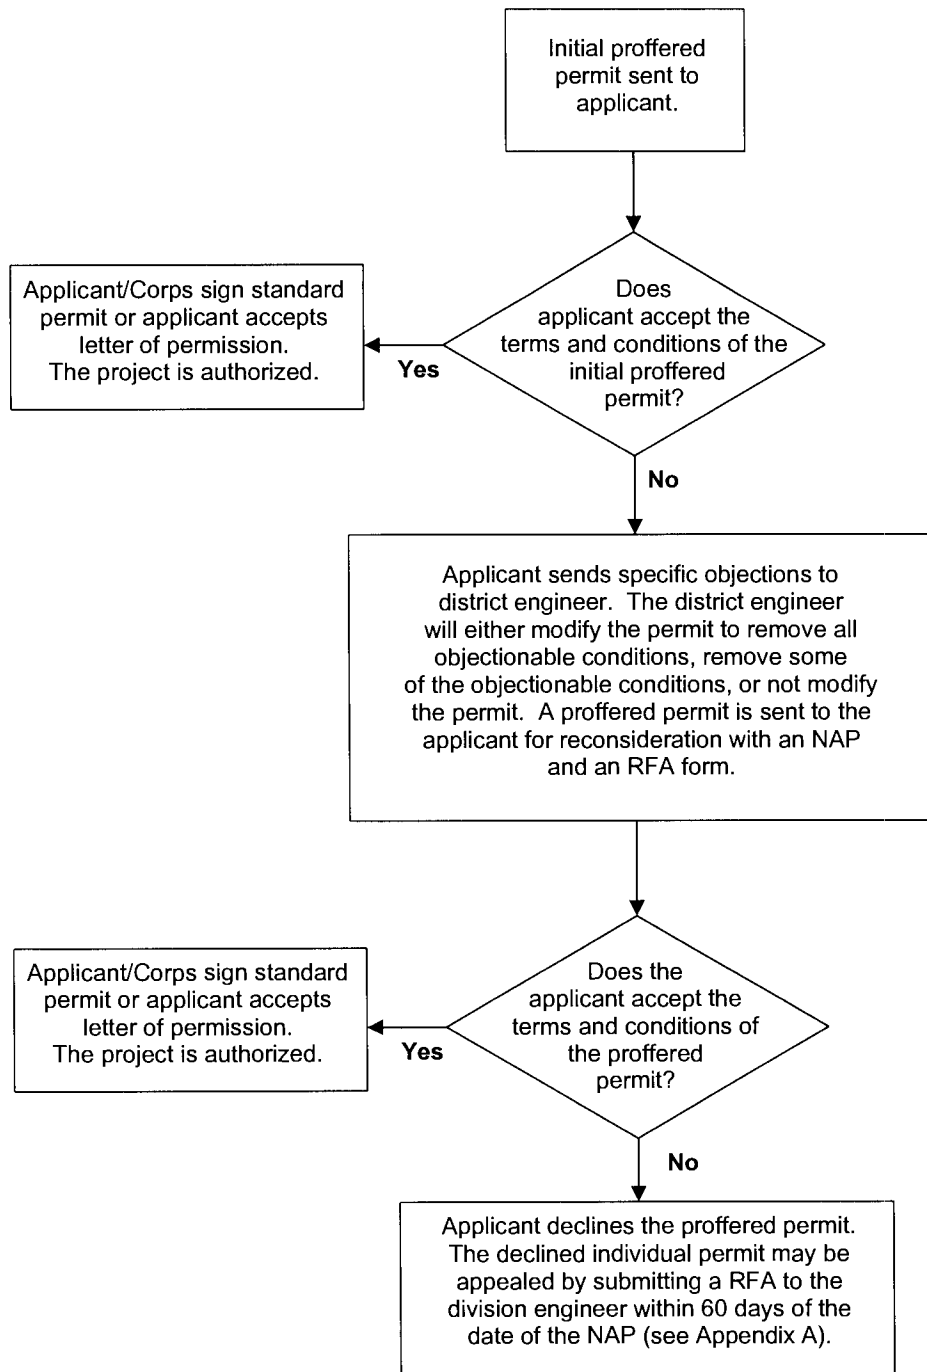 Initial proffered
permit sent to
applicant.
Does
applicant accept the
terms and conditions of the
initial proffered
permit?
Yes
Applicant/Corps sign standard
permit or applicant accepts
letter of permission.
The project is authorized.
No
Applicant sends specific objections to
district engineer. The district engineer
will either modify the permit to remove all
objectionable conditions, remove some
of the objectionable conditions, or not modify
the permit. A proffered permit is sent to the
applicant for reconsideration with an NAP
and an RFA form.
Does the
applicant accept the
terms and conditions of
the proffered
permit?
Yes
Applicant/Corps sign standard
permit or applicant accepts
letter of permission.
The project is authorized.
No
Applicant declines the proffered permit.
The declined individual permit may be
appealed by submitting a RFA to the
division engineer within 60 days of the
date of the NAP (see Appendix A).